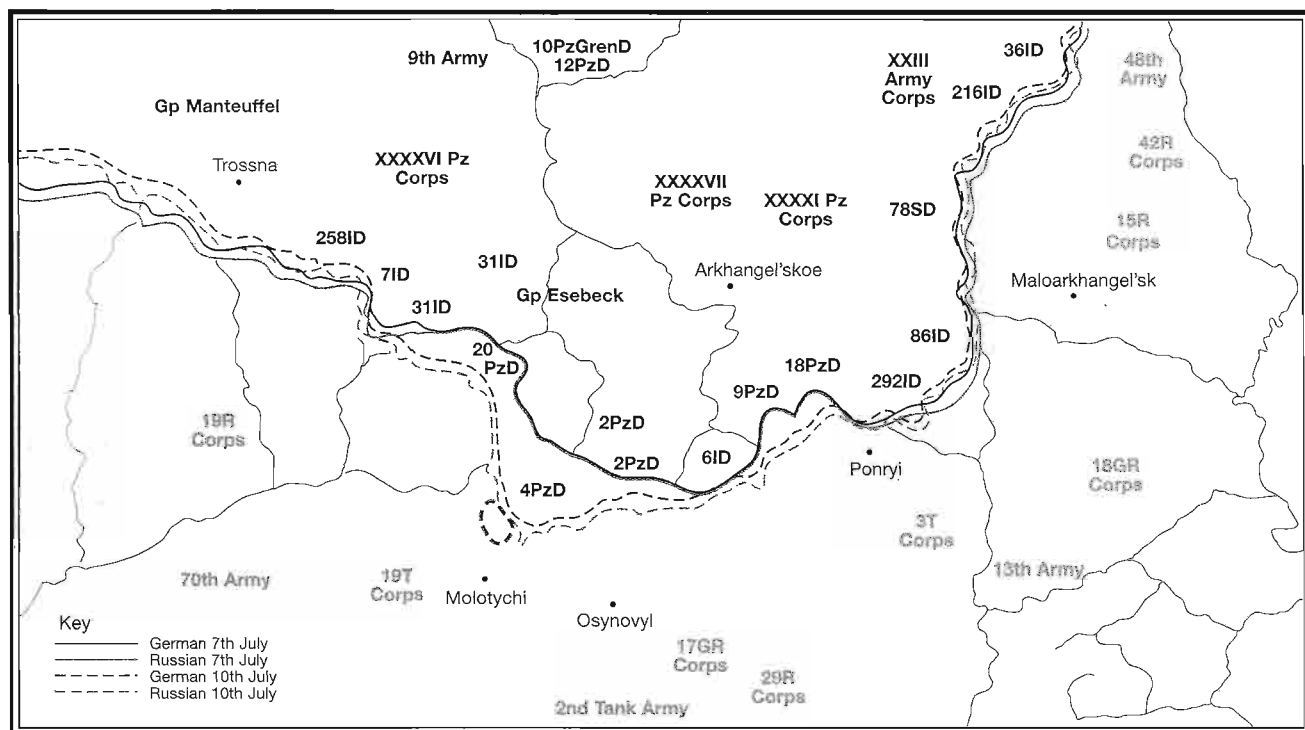 9th Army
10PzGrenD
12PzD
XXIII
Army
Corps
36ID
216ID
48th
Army
Gp Manteuffel
Trossna
XXXXVI Pz
Corps
XXXXVII
Pz Corps
XXXXI Pz
Corps
78SD
42R
Corps
15R
Corps
258ID
7ID
31ID
31ID
Gp Esebeck
Arkhangel'skoe
Maloarkhangel'sk
20
PzD
86ID
18PzD
292ID
9PzD
19R
Corps
2PzD
2PzD
6ID
Ponryi
18GR
Corps
4PzD
3T
Corps
70th Army
19T
Corps
Molotychi
Osynovyl
13th Army
17GR
Corps
29R
Corps
2nd Tank Army
Key
German 7th July
Russian 7th July
German 10th July
Russian 10th July